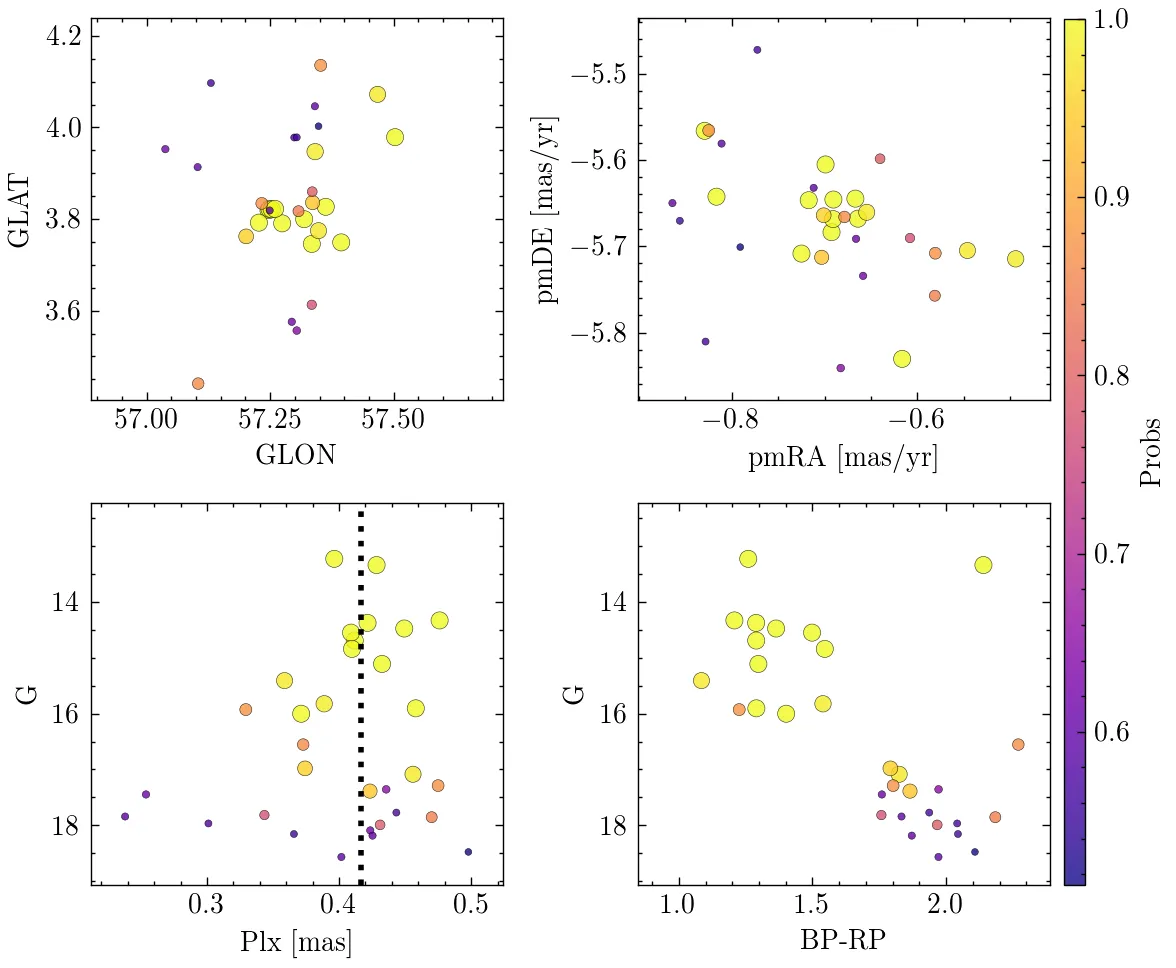 4.2
4.0
3.8
3.6
GLAT
57.00 57.25 57.50
GLON
−5.5
−5.6
−5.7
−5.8
pmDE [mas/yr]
−0.8 −0.6
pmRA [mas/yr]
14
16
18
G
0.3 0.4 0.5
Plx [mas]
14
16
18
G
1.0 1.5 2.0
BP-RP
1.0
0.9
0.8
0.7
0.6
Probs